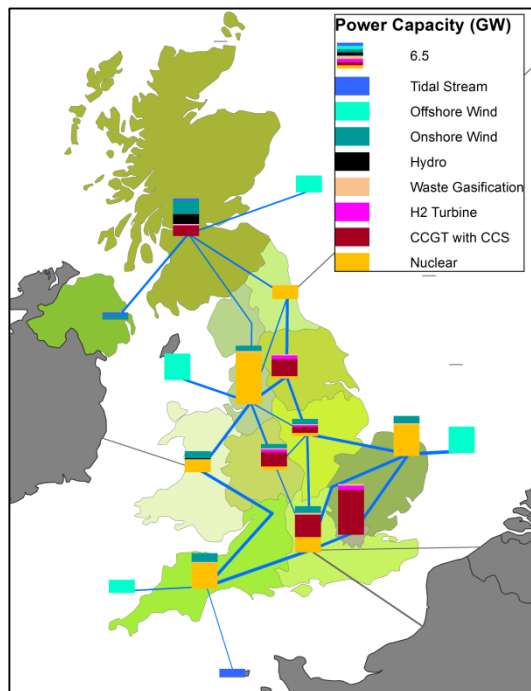 Power Capacity (GW)
6.5
Tidal Stream
Offshore Wind
Onshore Wind
Hydro
Waste Gasification
H2 Turbine
CCGT with CCS
Nuclear